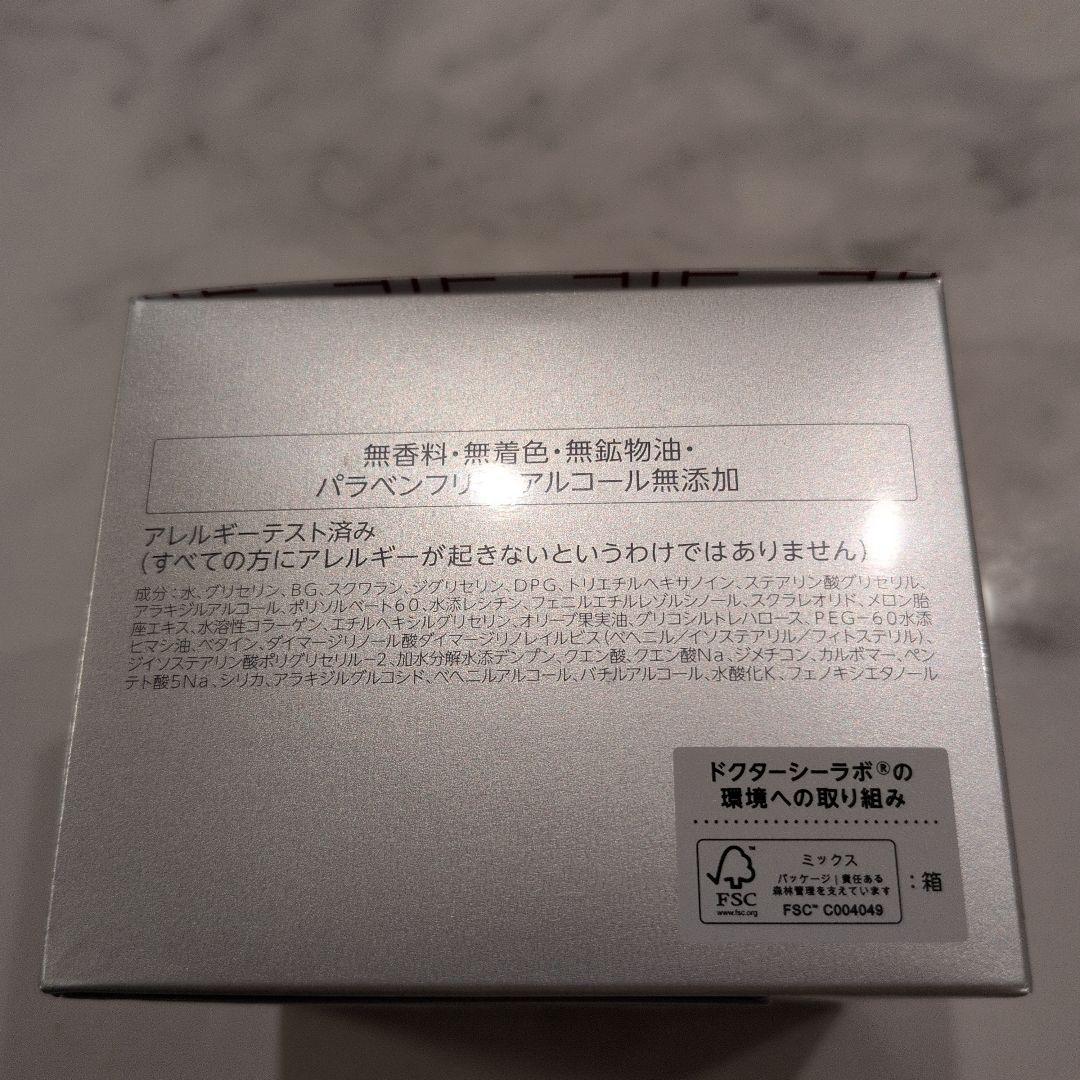 無香料・無着色・無鉱物油・
パラベンフリ アルコール無添加
アレルギーテスト済み
(すべての方にアレルギーが起きないというわけではありません)
成分：水、グリセリン、BG、スクワラン、ジグリセリン、DPG、トリエチルヘキサノイン、ステアリン酸グリセリル、
アラキジルアルコール、ポリソルベート60、水添レシチン、フェニルエチルレゾルシノール、スクラレオリド、メロン胎
座エキス、水溶性コラーゲン、エチルヘキシルグリセリン、オリーブ果実油、グリコシルトレハロース、PEG-60水添
ヒマシ油、ベタイン、ダイマージリノール酸ダイマージリノレイルビス(ベヘニル/イソステアリル/フィトステリル)、
ジイソステアリン酸ポリグリセリル-2、加水分解水添デンプン、クエン酸、クエン酸Na、ジメチコン、カルボマー、ペン
テト酸5Na、シリカ、アラキジルグルコシド、ベヘニルアルコール、バチルアルコール、水酸化K、フェノキシエタノール
ドクターシーラボ®の
環境への取り組み
FSC
www.fsc.org
ミックス
パッケージ|責任ある
森林管理を支えています
FSC™ C004049
：箱